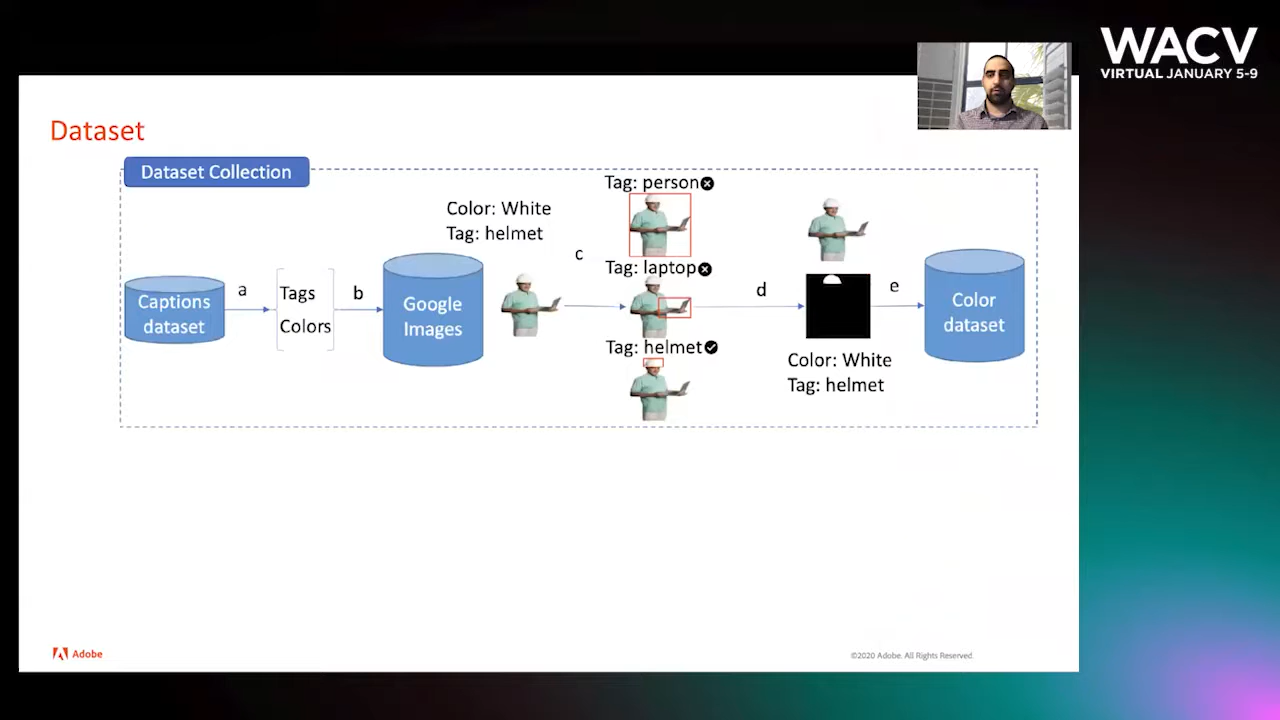 WACV
VIRTUAL JANUARY 5-9
Dataset
Dataset Collection
Captions
dataset
a
Tags
Colors
b
Google
Images
Color: White
Tag: helmet
c
Tag: person
Tag: laptop
Tag: helmet
d
Color: White
Tag: helmet
e
Color
dataset
Adobe
©2020 Adobe. All Rights Reserved.